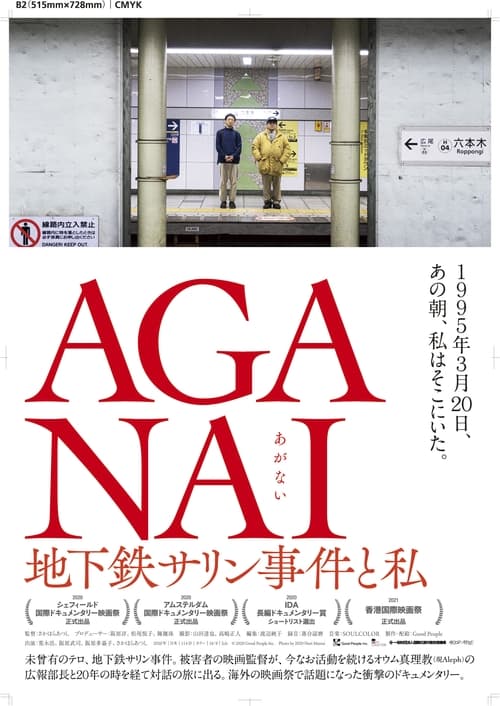 B2(515mm×728mm)｜CMYK
← 広尾 H 04 六本木
Roppongi
線路内立入禁止
DANGER! KEEP OUT
1995年3月20日、
あの朝、私はそこにいた。
AGA
NAI
あがない
地下鉄サリン事件と私
2020
シェフィールド
国際ドキュメンタリー映画祭
正式出品
2020
アムステルダム
国際ドキュメンタリー映画祭
正式出品
2020
IDA
長編ドキュメンタリー賞
ショートリスト選出
2021
香港国際映画祭
正式出品
未曾有のテロ、地下鉄サリン事件。被害者の映画監督が、今なお活動を続けるオウム真理教(現Aleph)の
広報部長と20年の時を経て対話の旅に出る。海外の映画祭で話題になった衝撃のドキュメンタリー。